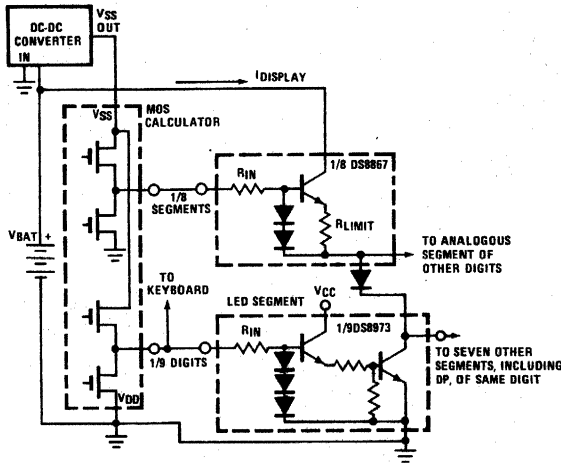 DC-DC
CONVERTER
IN
VSS
OUT
IDISPLAY
VSS
MOS
CALCULATOR
1/8 DS8867
RIN
1/8
SEGMENTS
RLIMIT
VBAT +
TO ANALOGOUS
SEGMENT OF
OTHER DIGITS
TO
KEYBOARD
LED SEGMENT
VCC
1/9DS8973
RIN
1/9 DIGITS
TO SEVEN OTHER
SEGMENTS, INCLUDING
DP, OF SAME DIGIT
VDD